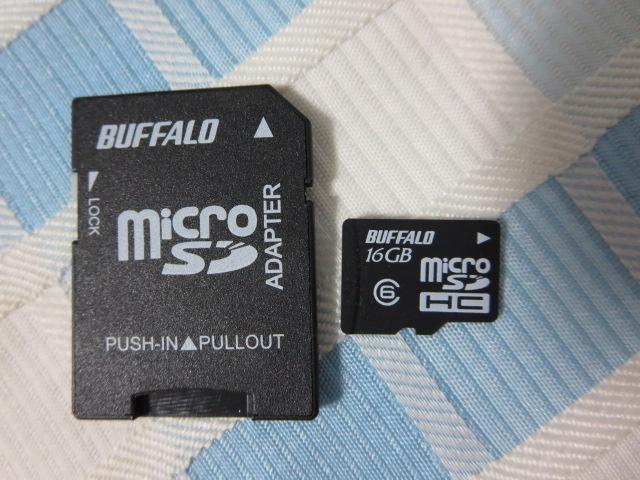 BUFFALO
LOCK
micro
SD
ADAPTER
PUSH-IN▲PULLOUT
BUFFALO
16GB
micro
SD
HC
6